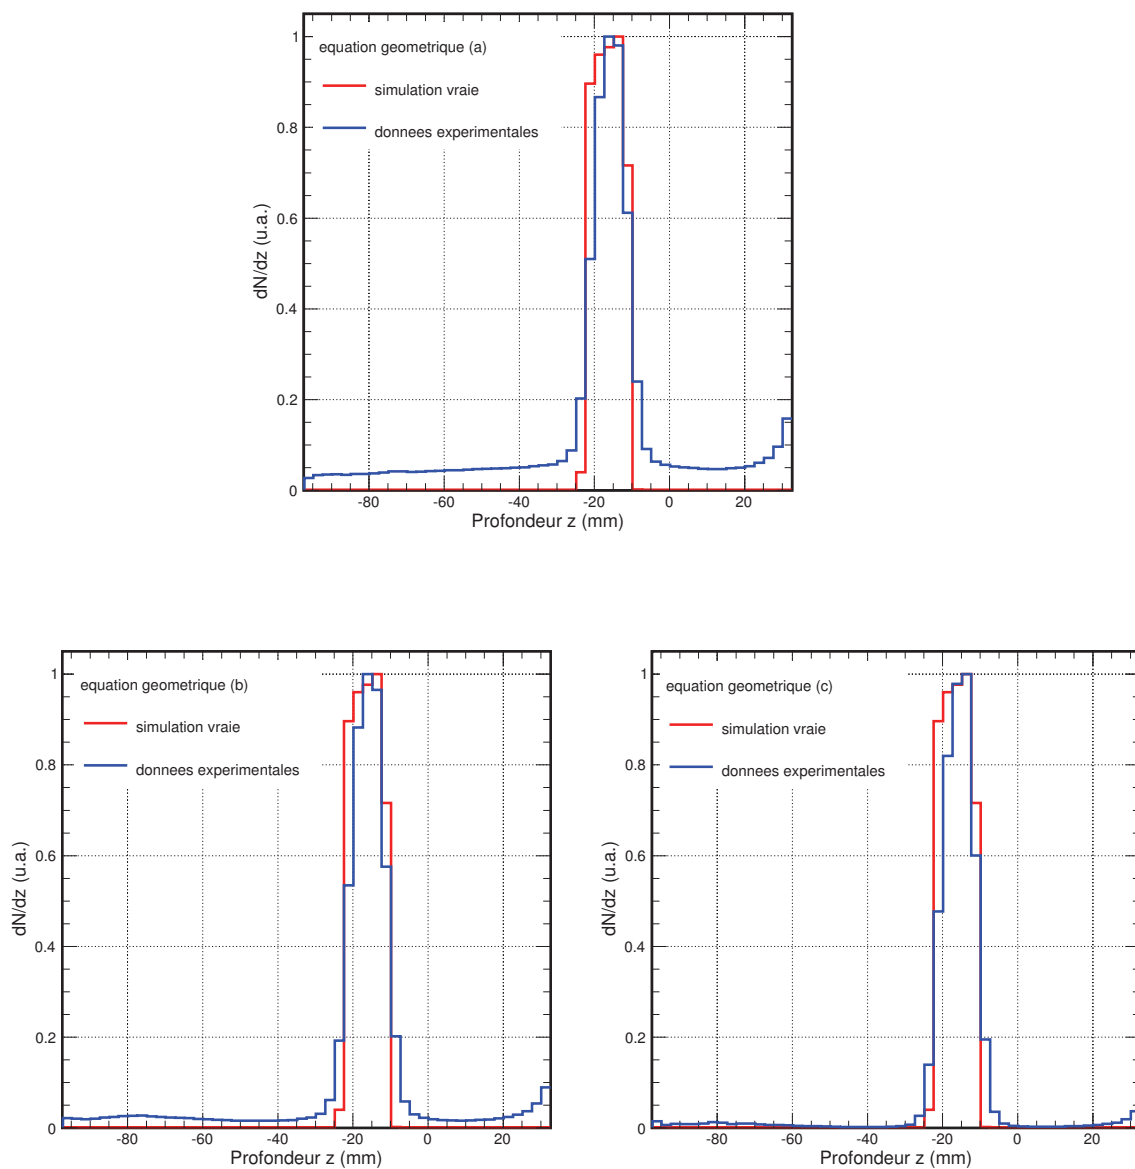 equation geometrique (a)
simulation vraie
donnees experimentales
dN/dz (u.a.)
1
0.8
0.6
0.4
0.2
0
-80 -60 -40 -20 0 20
Profondeur z (mm)
equation geometrique (b)
simulation vraie
donnees experimentales
dN/dz (u.a.)
1
0.8
0.6
0.4
0.2
0
-80 -60 -40 -20 0 20
Profondeur z (mm)
equation geometrique (c)
simulation vraie
donnees experimentales
dN/dz (u.a.)
1
0.8
0.6
0.4
0.2
0
-80 -60 -40 -20 0 20
Profondeur z (mm)